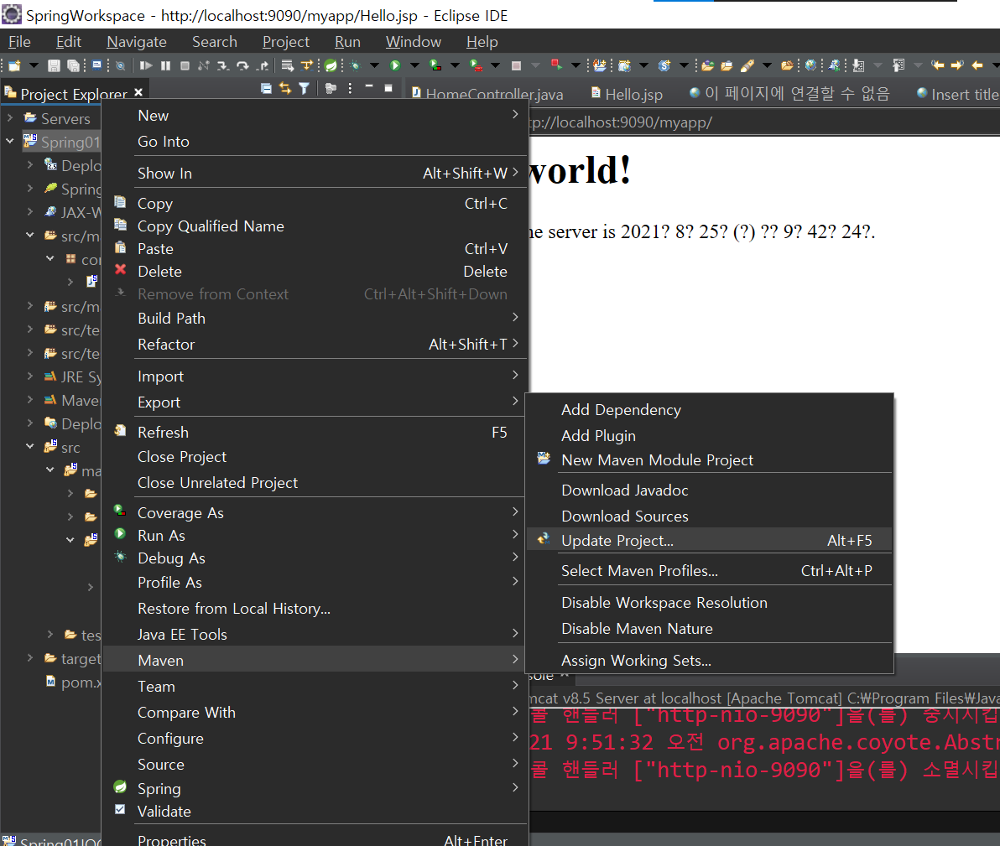 SpringWorkspace - http://localhost:9090/myapp/Hello.jsp - Eclipse IDE
File Edit Navigate Search Project Run Window Help
Project Explorer
HomeController.java Hello.jsp 이 페이지에 연결할 수 없음 Insert title
tp://localhost:9090/myapp/
Servers
Spring01
Deplo
Spring
JAX-W
src/m
con
src/m
src/te
src/te
JRE Sy
Maven
Deplo
src
ma
tes
target
pom.x
New
Go Into
Show In Alt+Shift+W
Copy Ctrl+C
Copy Qualified Name
Paste Ctrl+V
Delete Delete
Remove from Context Ctrl+Alt+Shift+Down
Build Path
Refactor Alt+Shift+T
Import
Export
Refresh F5
Close Project
Close Unrelated Project
Coverage As
Run As
Debug As
Profile As
Restore from Local History...
Java EE Tools
Maven
Team
Compare With
Configure
Source
Spring
Validate
Properties Alt+Enter
world!
he server is 2021? 8? 25? (?) ?? 9? 42? 24?.
Add Dependency
Add Plugin
New Maven Module Project
Download Javadoc
Download Sources
Update Project... Alt+F5
Select Maven Profiles... Ctrl+Alt+P
Disable Workspace Resolution
Disable Maven Nature
Assign Working Sets...
sole
mcat v8.5 Server at localhost [Apache Tomcat] C:₩Program Files₩Java
콜 핸들러 ["http-nio-9090"]을(를) 중지시킵
21 9:51:32 오전 org.apache.coyote.Abstr
콜 핸들러 ["http-nio-9090"]을(를) 소멸시킵
Spring01IOC